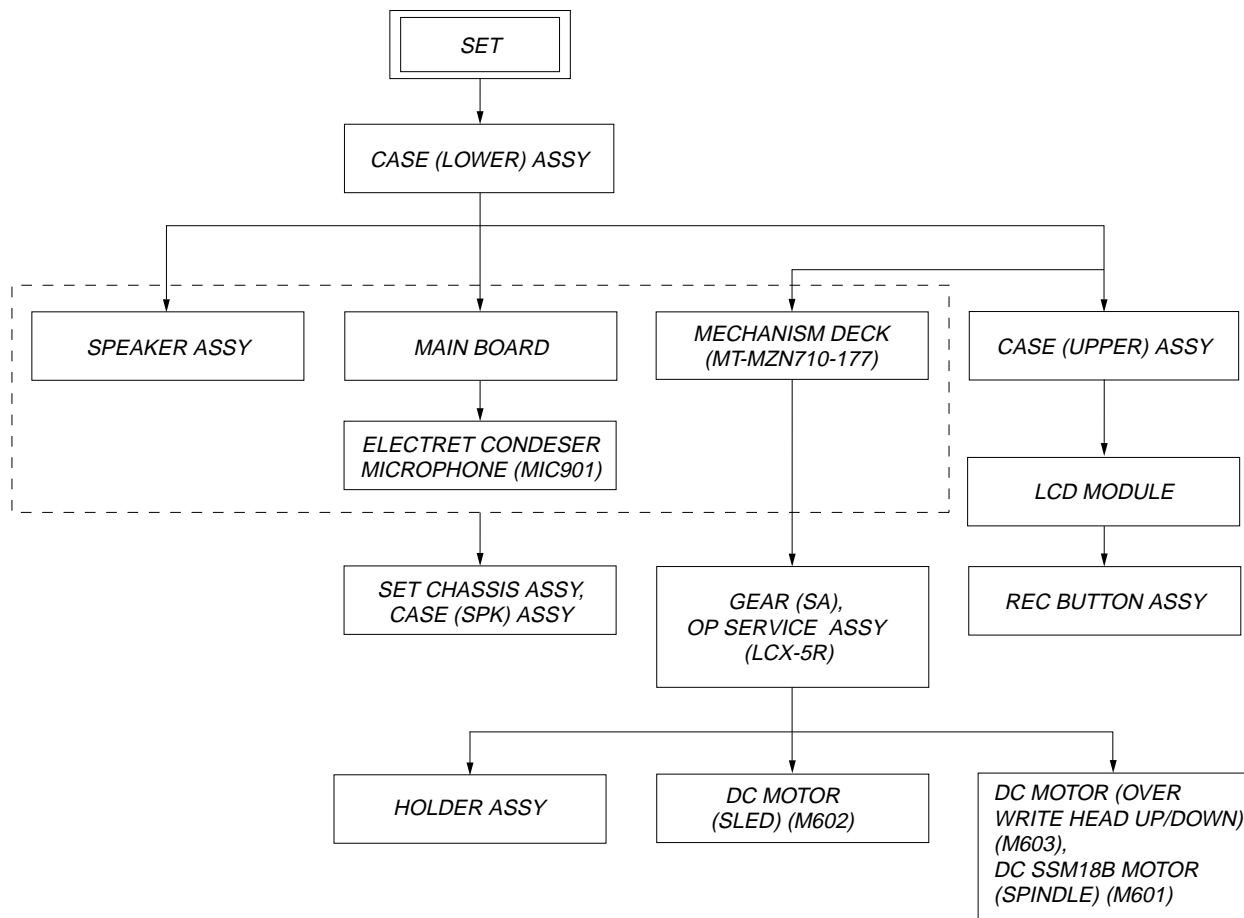 SET
CASE (LOWER) ASSY
SPEAKER ASSY
MAIN BOARD
MECHANISM DECK
(MT-MZN710-177)
CASE (UPPER) ASSY
ELECTRET CONDESER
MICROPHONE (MIC901)
LCD MODULE
SET CHASSIS ASSY,
CASE (SPK) ASSY
GEAR (SA),
OP SERVICE ASSY
(LCX-5R)
REC BUTTON ASSY
HOLDER ASSY
DC MOTOR
(SLED) (M602)
DC MOTOR (OVER
WRITE HEAD UP/DOWN)
(M603),
DC SSM18B MOTOR
(SPINDLE) (M601)